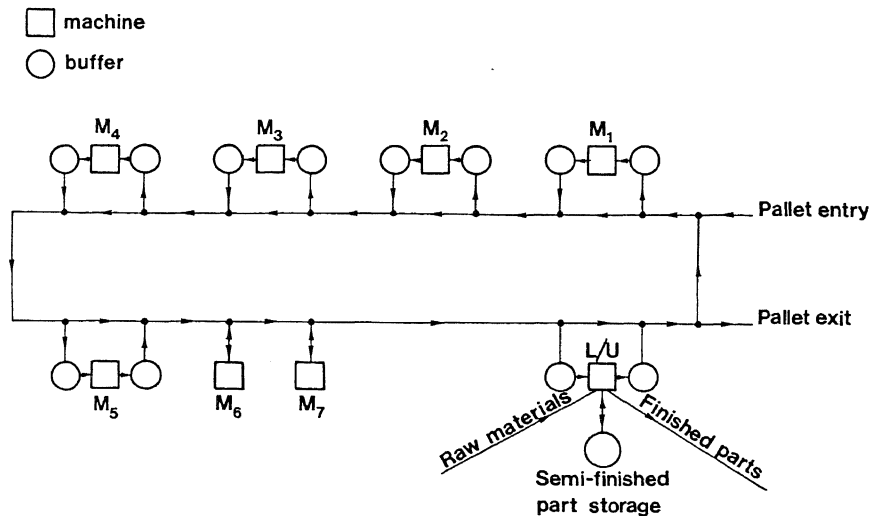 machine
buffer
M4
M3
M2
M1
Pallet entry
Pallet exit
L/U
M5
M6
M7
Raw materials
Finished parts
Semi-finished
part storage